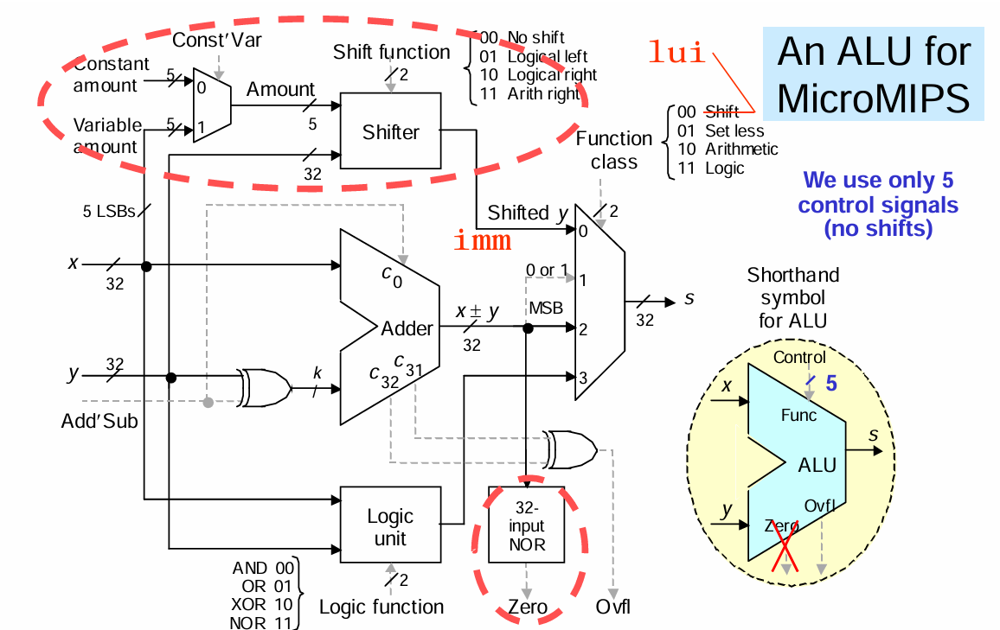 An ALU for
MicroMIPS
lui
Const'Var
Constant
amount
5
0
Amount
5
Variable
amount
5
1
32
Shift function
2
00 No shift
01 Logical left
10 Logical right
11 Arith right
Shifter
Function
class
00 Shift
01 Set less
10 Arithmetic
11 Logic
2
We use only 5
control signals
(no shifts)
5 LSBs
Shifted y
imm
0
0 or 1
1
MSB
2
3
x
32
c0
Adder
x ± y
32
s
32
y
32
k
c31
c32
Add'Sub
Logic
unit
32-
input
NOR
AND 00
OR 01
XOR 10
NOR 11
2
Logic function
Zero
Ovfl
Shorthand
symbol
for ALU
Control
5
x
Func
s
ALU
y
Ovfl
Zero